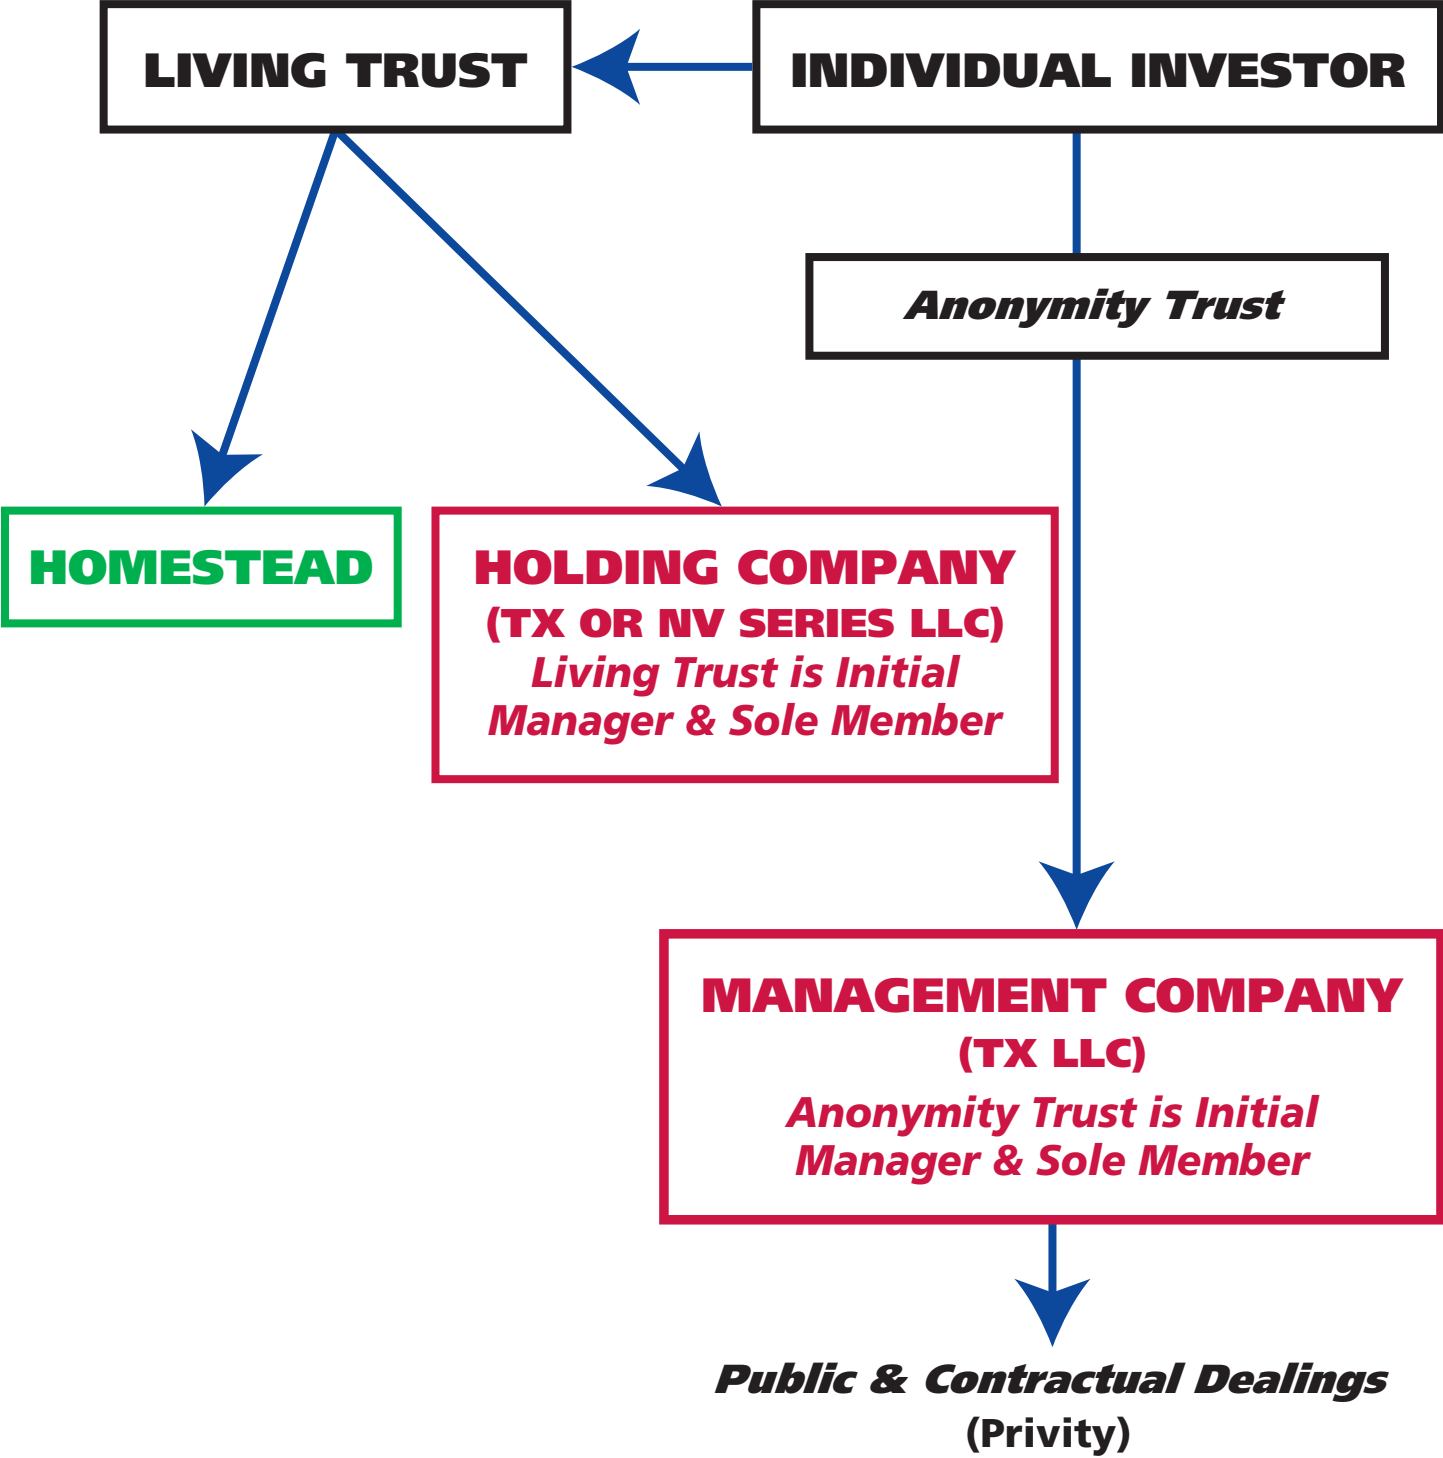 LIVING TRUST
INDIVIDUAL INVESTOR
Anonymity Trust
HOMESTEAD
HOLDING COMPANY
(TX OR NV SERIES LLC)
Living Trust is Initial
Manager & Sole Member
MANAGEMENT COMPANY
(TX LLC)
Anonymity Trust is Initial
Manager & Sole Member
Public & Contractual Dealings
(Privity)